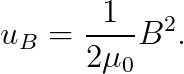 u_B = \frac{1}{2\mu_0} B^2.